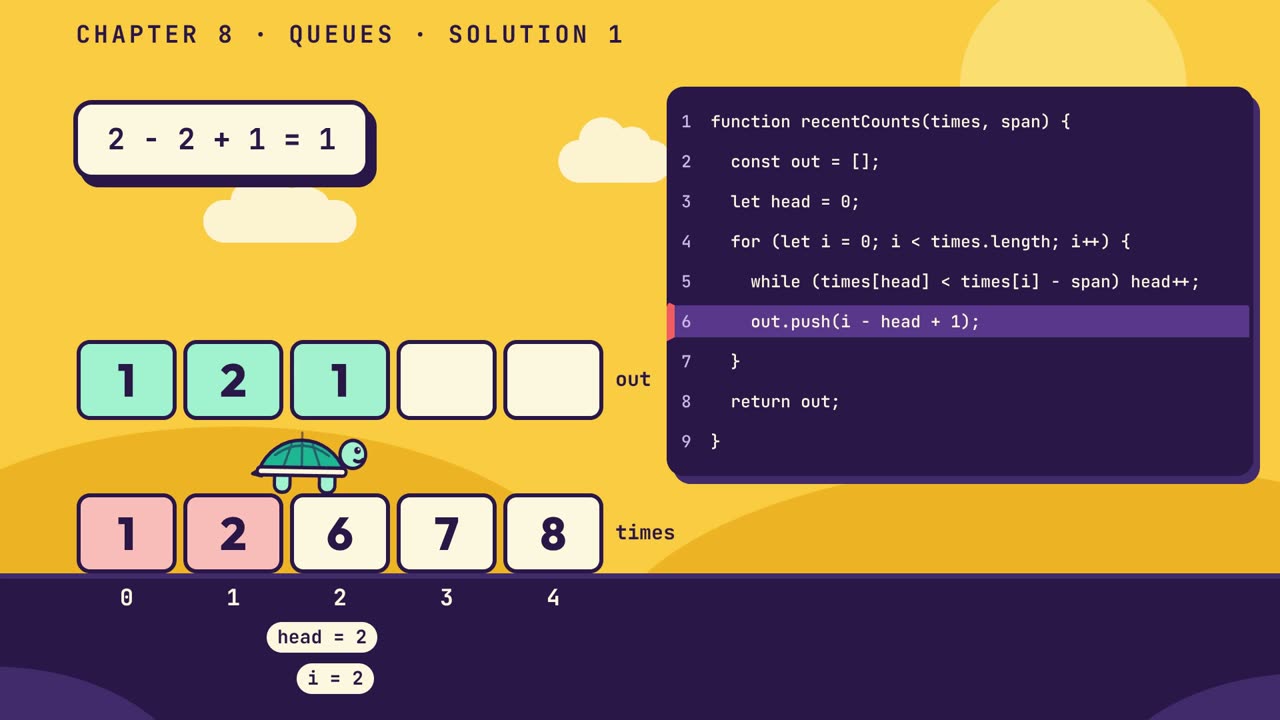 CHAPTER 8 · QUEUES · SOLUTION 1
2 - 2 + 1 = 1
1 function recentCounts(times, span) {
2 const out = [];
3 let head = 0;
4 for (let i = 0; i < times.length; i++) {
5 while (times[head] < times[i] - span) head++;
6 out.push(i - head + 1);
7 }
8 return out;
9 }
1 2 1 out
1 2 6 7 8 times
0 1 2 3 4
head = 2
i = 2